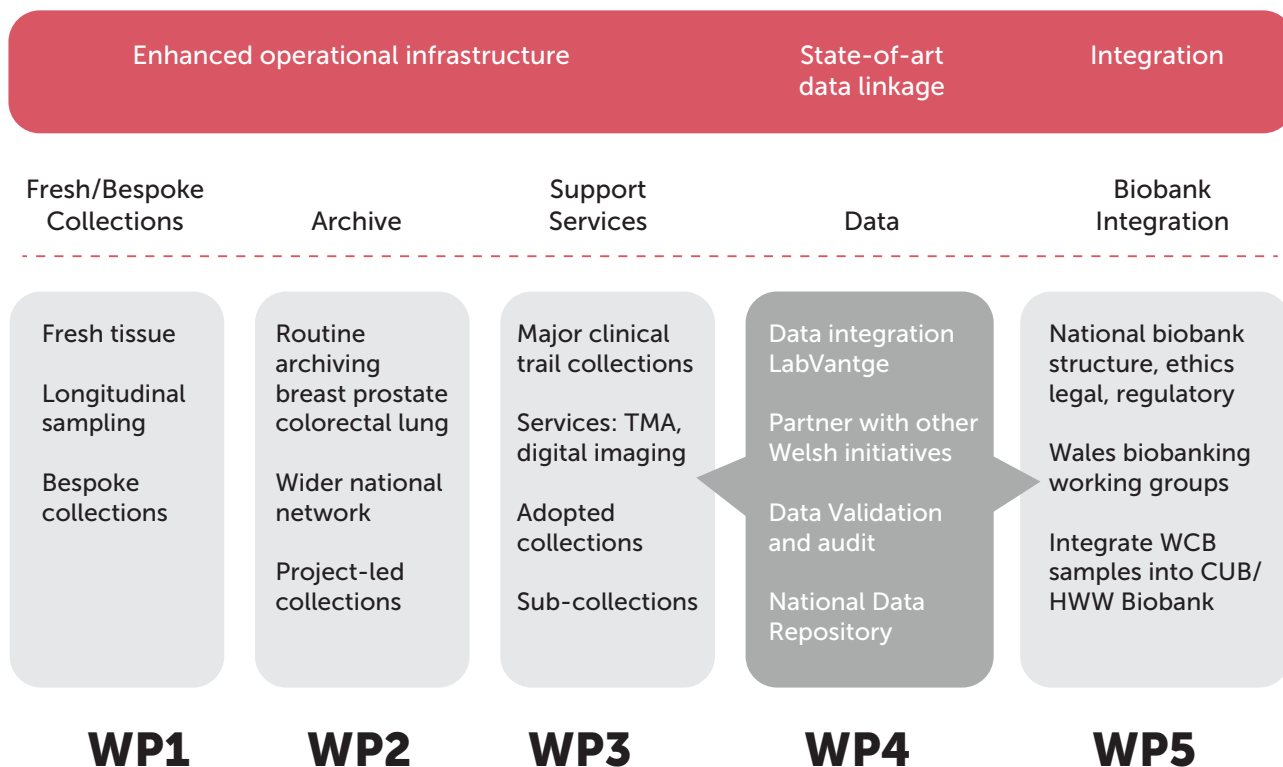 Enhanced operational infrastructure
State-of-art
data linkage
Integration
Fresh/Bespoke
Collections
Archive
Support
Services
Data
Biobank
Integration
Fresh tissue
Longitudinal
sampling
Bespoke
collections
Routine
archiving
breast prostate
colorectal lung
Wider national
network
Project-led
collections
Major clinical
trail collections
Services: TMA,
digital imaging
Adopted
collections
Sub-collections
Data integration
LabVantge
Partner with other
Welsh initiatives
Data Validation
and audit
National Data
Repository
National biobank
structure, ethics
legal, regulatory
Wales biobanking
working groups
Integrate WCB
samples into CUB/
HWW Biobank
WP1
WP2
WP3
WP4
WP5